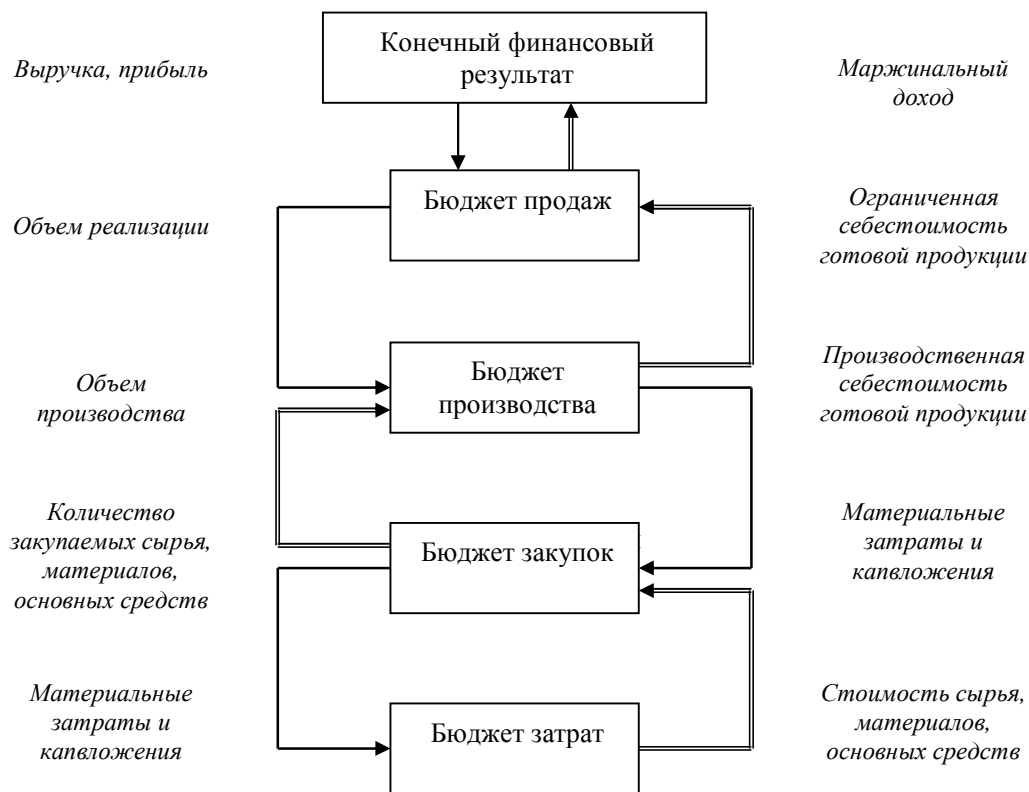 Конечный финансовый
результат
Выручка, прибыль
Маржинальный
доход
Бюджет продаж
Объем реализации
Ограниченная
себестоимость
готовой продукции
Бюджет
производства
Объем
производства
Производственная
себестоимость
готовой продукции
Количество
закупаемых сырья,
материалов,
основных средств
Бюджет закупок
Материальные
затраты и
капвложения
Материальные
затраты и
капвложения
Бюджет затрат
Стоимость сырья,
материалов,
основных средств